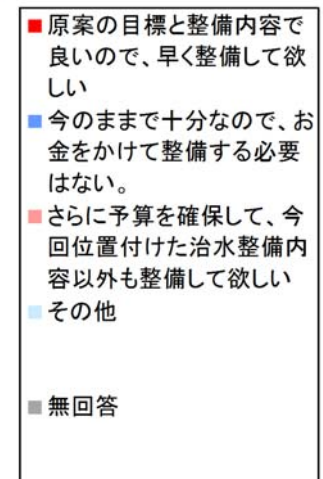 原案の目標と整備内容で
良いので、早く整備して欲
しい
今のままで十分なので、お
金をかけて整備する必要
はない。
さらに予算を確保して、今
回位置付けた治水整備内
容以外も整備して欲しい
その他
無回答